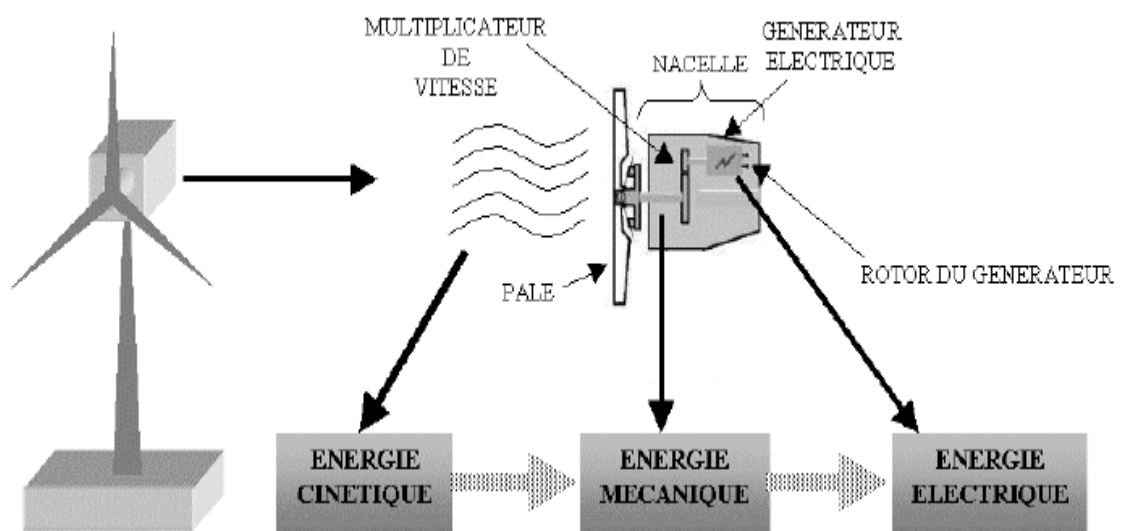 MULTIPLICATEUR
DE
VITESSE
GENERATEUR
ELECTRIQUE
NACELLE
PALE
ROTOR DU GENERATEUR
ENERGIE
CINETIQUE
ENERGIE
MECANIQUE
ENERGIE
ELECTRIQUE